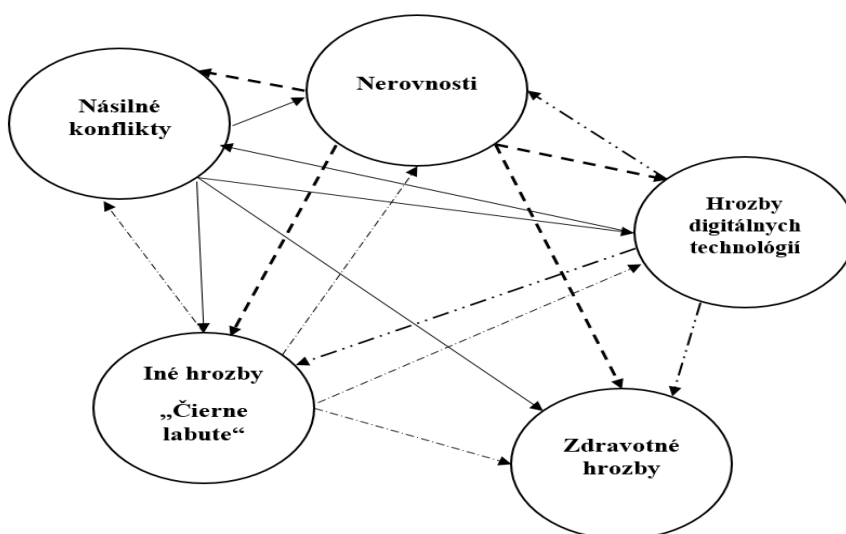 Násilné
konflikty
Nerovnosti
Hrozby
digitálnych
technológií
Iné hrozby
„Čierne
labute“
Zdravotné
hrozby